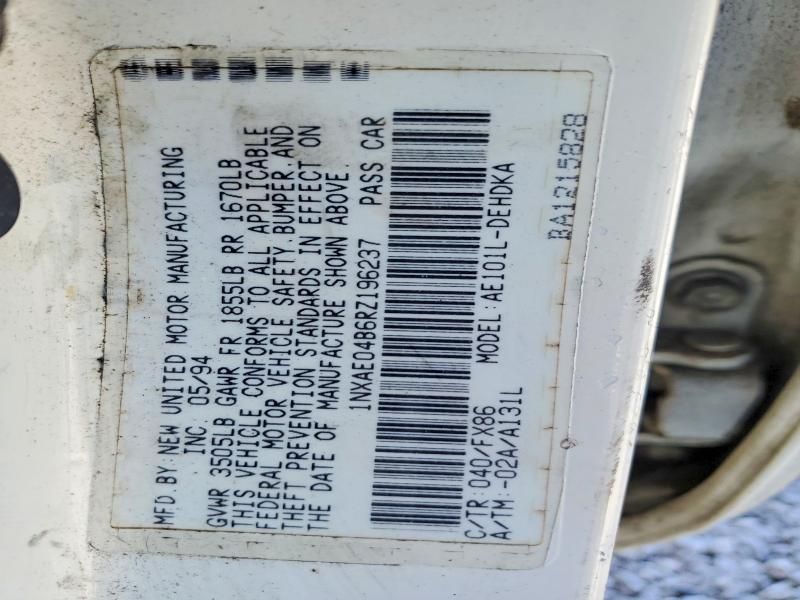 MFD.BY:NEW UNITED MOTOR MANUFACTURING
INC. 05/94
GVWR 3505LB GAWR FR 1855LB RR 1670LB
THIS VEHICLE CONFORMS TO ALL APPLICABLE
FEDERAL MOTOR VEHICLE SAFETY,BUMPER,AND
THEFT PREVENTION STANDARDS IN EFFECT ON
THE DATE OF MANUFACTURE SHOWN ABOVE.
1NXAE04B6RZ196237 PASS CAR
C/TR:040/FX86 MODEL:AE101L-DEHDKA
A/TM:-02A/A131L
BA1215828